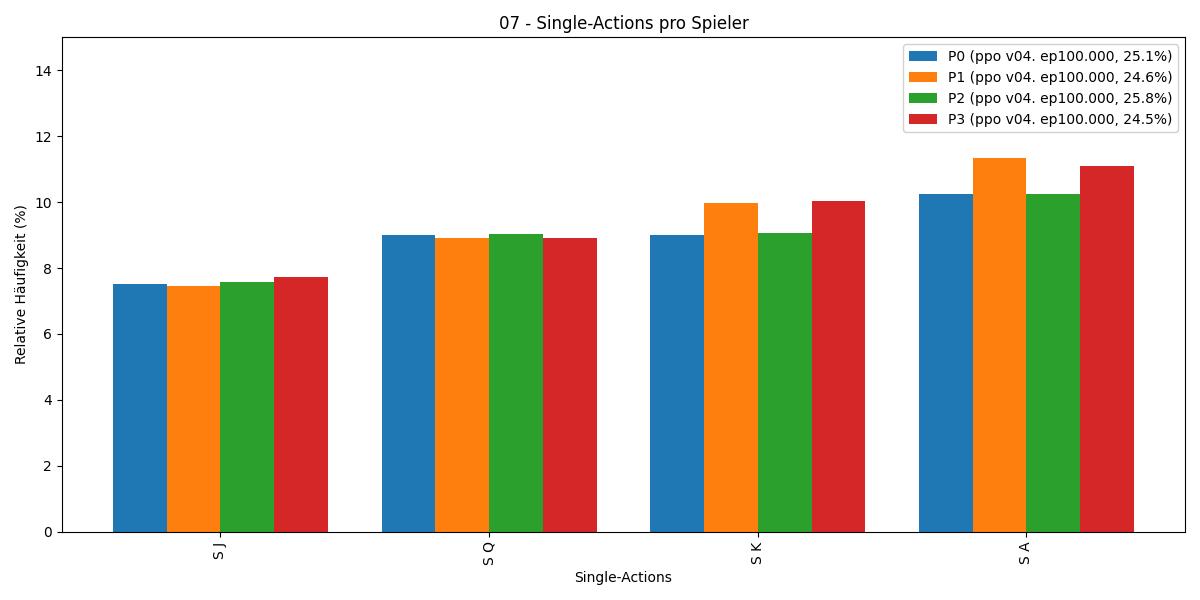 07 - Single-Actions pro Spieler
P0 (ppo v04. ep100.000, 25.1%)
P1 (ppo v04. ep100.000, 24.6%)
P2 (ppo v04. ep100.000, 25.8%)
P3 (ppo v04. ep100.000, 24.5%)
Relative Häufigkeit (%)
14
12
10
8
6
4
2
0
S J
S Q
S K
S A
Single-Actions